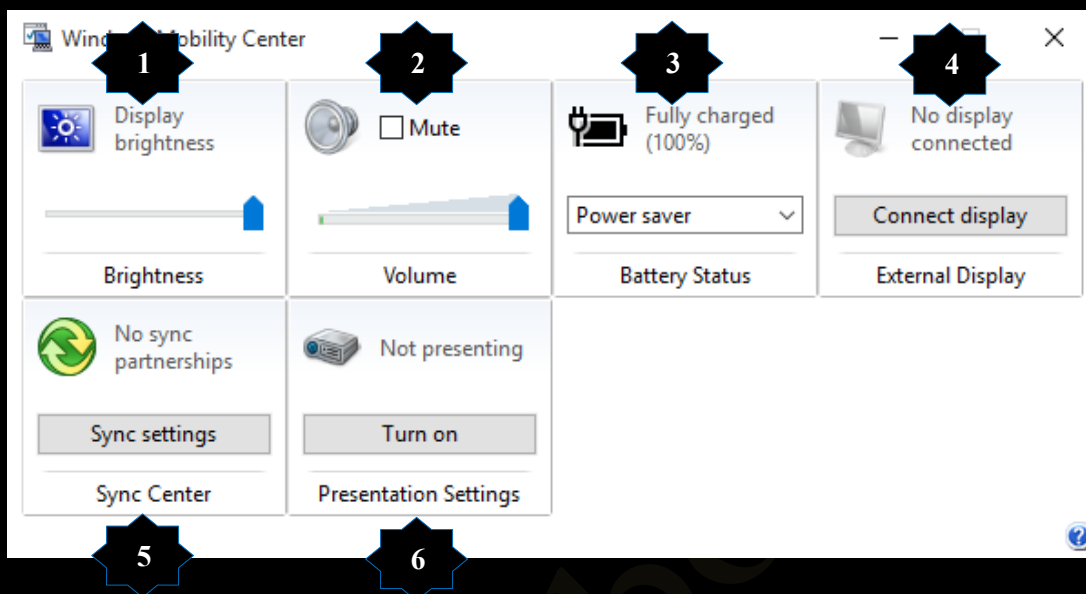 Windows Mobility Center
1
2
3
4
Display
brightness
Mute
Fully charged
(100%)
No display
connected
Power saver
Connect display
Brightness
Volume
Battery Status
External Display
No sync
partnerships
Not presenting
Sync settings
Turn on
Sync Center
Presentation Settings
5
6